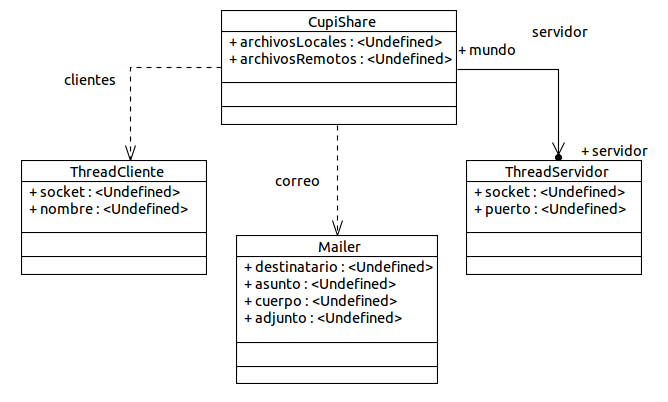 CupiShare
+ archivosLocales : <Undefined>
+ archivosRemotos : <Undefined>
servidor
+ mundo
clientes
+ servidor
ThreadCliente
+ socket : <Undefined>
+ nombre : <Undefined>
correo
ThreadServidor
+ socket : <Undefined>
+ puerto : <Undefined>
Mailer
+ destinatario : <Undefined>
+ asunto : <Undefined>
+ cuerpo : <Undefined>
+ adjunto : <Undefined>